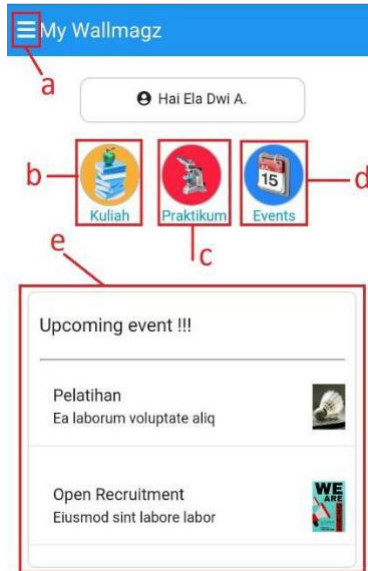 My Wallmagz
a
Hai Ela Dwi A.
b
d
15
Kuliah
Praktikum
Events
e
c
Upcoming event !!!
Pelatihan
Ea laborum voluptate aliq
Open Recruitment
Eiusmod sint labore labor
WE
ARE